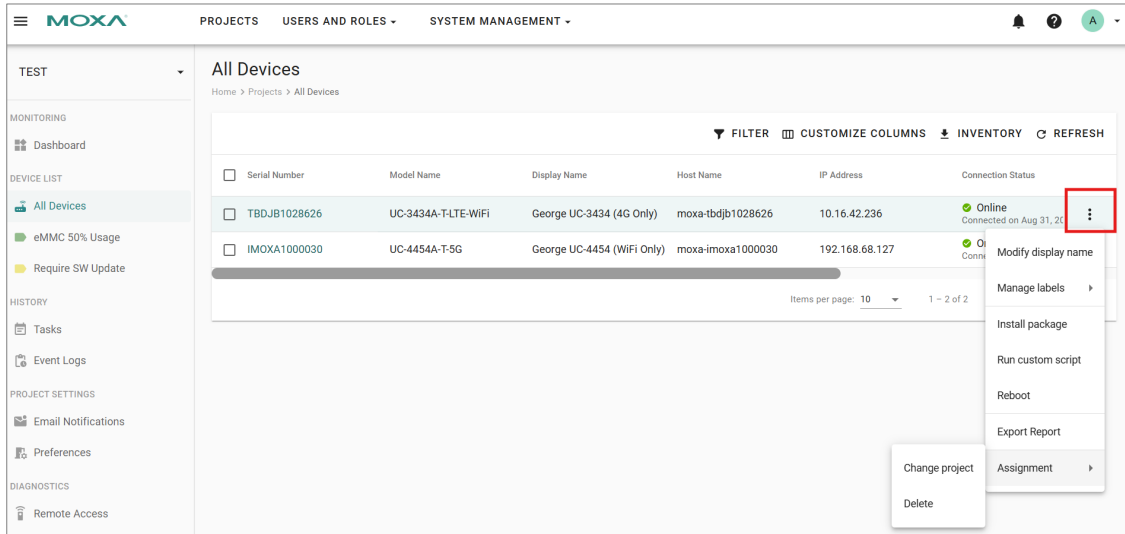 MOXA
PROJECTS USERS AND ROLES SYSTEM MANAGEMENT A
TEST
MONITORING
Dashboard
DEVICE LIST
All Devices
eMMC 50% Usage
Require SW Update
HISTORY
Tasks
Event Logs
PROJECT SETTINGS
Email Notifications
Preferences
DIAGNOSTICS
Remote Access
All Devices
Home > Projects > All Devices
FILTER CUSTOMIZE COLUMNS INVENTORY REFRESH
Serial Number Model Name Display Name Host Name IP Address Connection Status
TBDJB1028626 UC-3434A-T-LTE-WiFi George UC-3434 (4G Only) moxa-tbdjb1028626 10.16.42.236 Online
Connected on Aug 31, 20
IMOXA1000030 UC-4454A-T-5G George UC-4454 (WiFi Only) moxa-imoxa1000030 192.168.68.127
Items per page: 10 1 – 2 of 2
Modify display name
Manage labels
Install package
Run custom script
Reboot
Export Report
Assignment
Change project
Delete